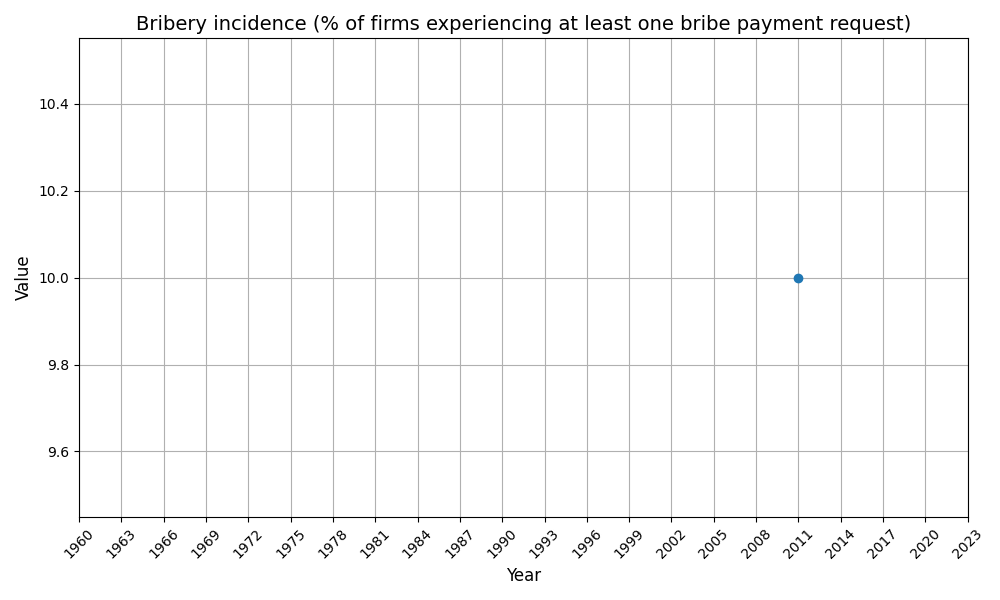 Bribery incidence (% of firms experiencing at least one bribe payment request)
10.4
10.2
10.0
9.8
9.6
Value
1960 1963 1966 1969 1972 1975 1978 1981 1984 1987 1990 1993 1996 1999 2002 2005 2008 2011 2014 2017 2020 2023
Year